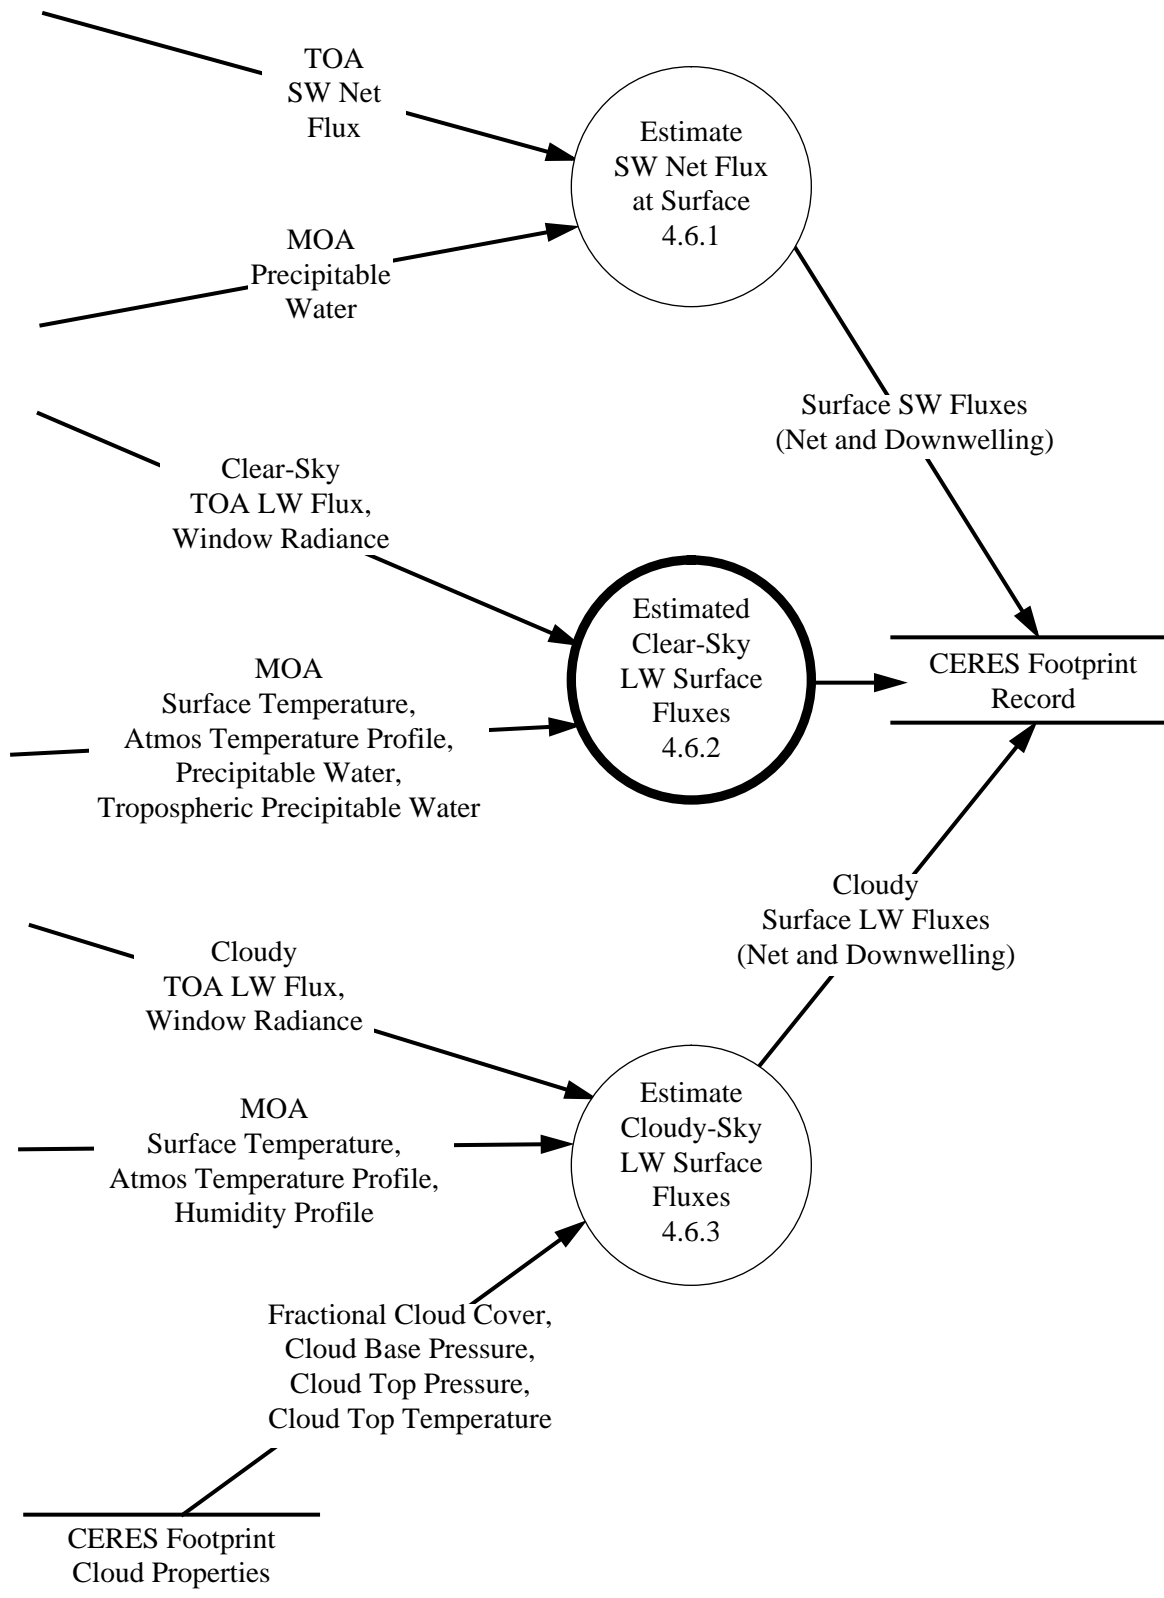 TOA
SW Net
Flux
Estimate
SW Net Flux
at Surface
4.6.1
MOA
Precipitable
Water
Surface SW Fluxes
(Net and Downwelling)
Clear-Sky
TOA LW Flux,
Window Radiance
Estimated
Clear-Sky
LW Surface
Fluxes
4.6.2
CERES Footprint
Record
MOA
Surface Temperature,
Atmos Temperature Profile,
Precipitable Water,
Tropospheric Precipitable Water
Cloudy
Surface LW Fluxes
(Net and Downwelling)
Cloudy
TOA LW Flux,
Window Radiance
Estimate
Cloudy-Sky
LW Surface
Fluxes
4.6.3
MOA
Surface Temperature,
Atmos Temperature Profile,
Humidity Profile
Fractional Cloud Cover,
Cloud Base Pressure,
Cloud Top Pressure,
Cloud Top Temperature
CERES Footprint
Cloud Properties